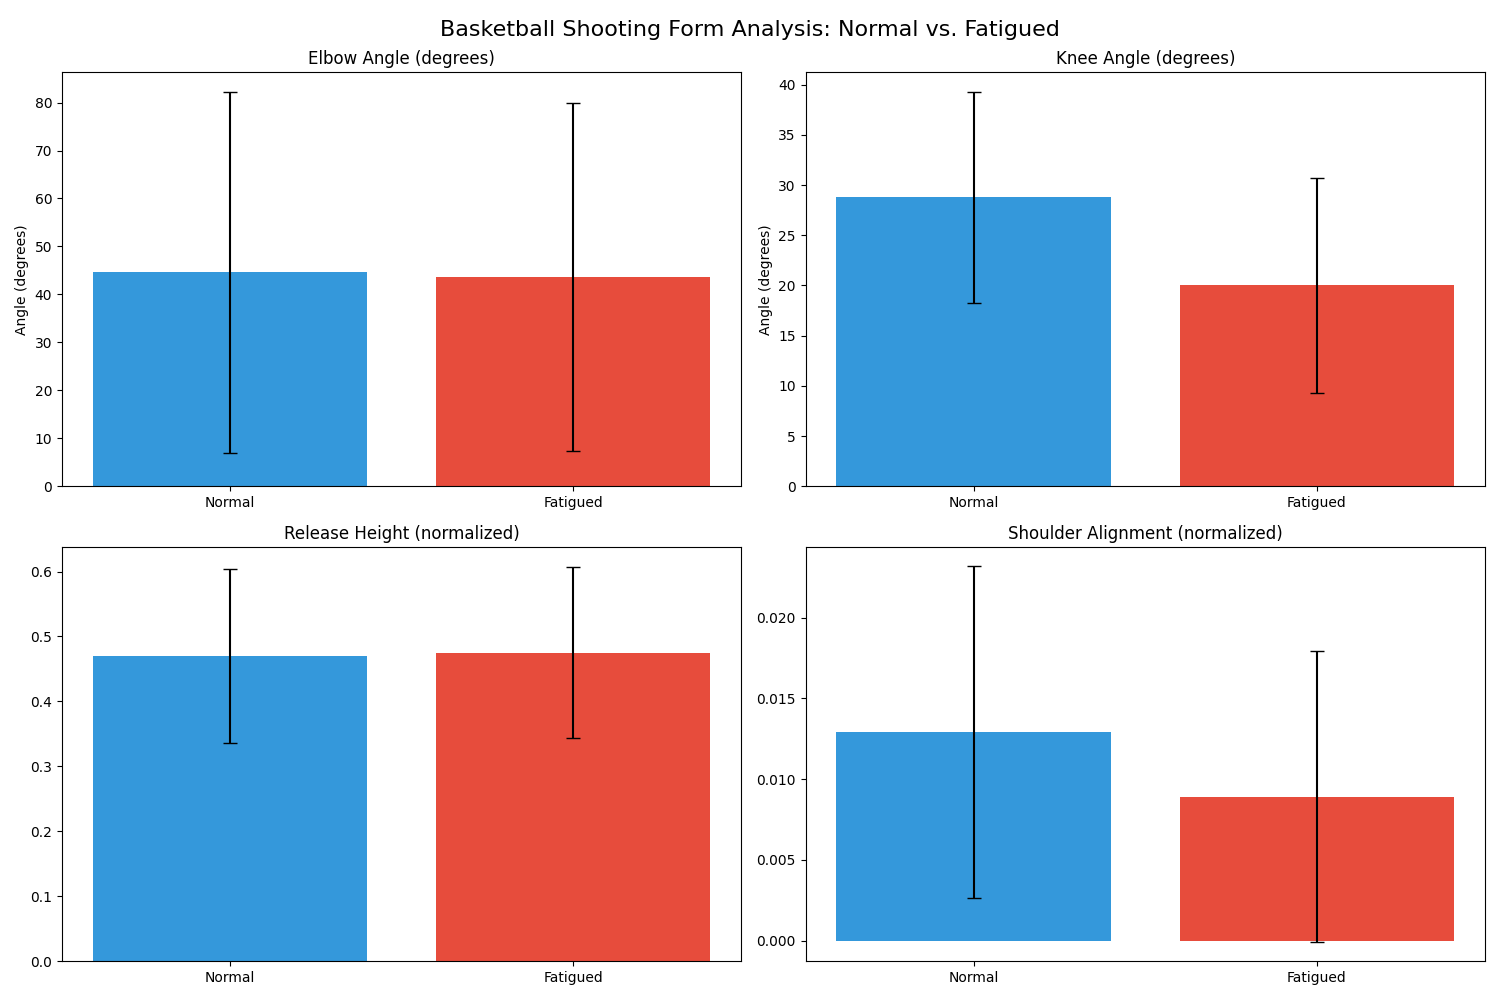 Basketball Shooting Form Analysis: Normal vs. Fatigued
Elbow Angle (degrees)
Angle (degrees)
80
70
60
50
40
30
20
10
0
Normal
Fatigued
Knee Angle (degrees)
Angle (degrees)
40
35
30
25
20
15
10
5
0
Normal
Fatigued
Release Height (normalized)
0.6
0.5
0.4
0.3
0.2
0.1
0.0
Normal
Fatigued
Shoulder Alignment (normalized)
0.020
0.015
0.010
0.005
0.000
Normal
Fatigued